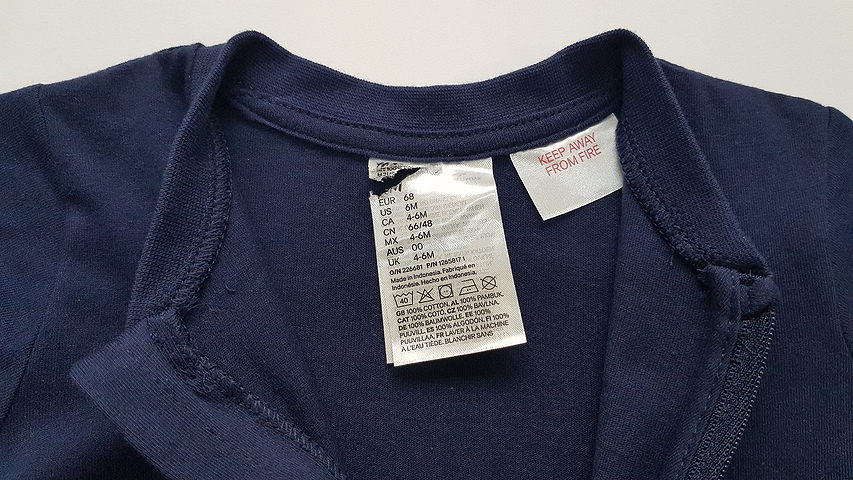 EUR 68
US 6M
CA 4-6M
CN 66/48
MX 4-6M
AUS 00
UK 4-6M
O/N 226681 P/N 1265817.1
Made in Indonesia. Fabriqué en
Indonésie. Hecho en Indonesia.
40
GB 100% COTTON. AL 100% PAMBUK.
CAT 100% COTÓ. CZ 100% BAVLNA.
DE 100% BAUMWOLLE. EE 100%
PUUVILL. ES 100% ALGODÓN. FI 100%
PUUVILLAA. FR LAVER À LA MACHINE
À L'EAU TIÈDE. BLANCHIR SANS
KEEP AWAY
FROM FIRE